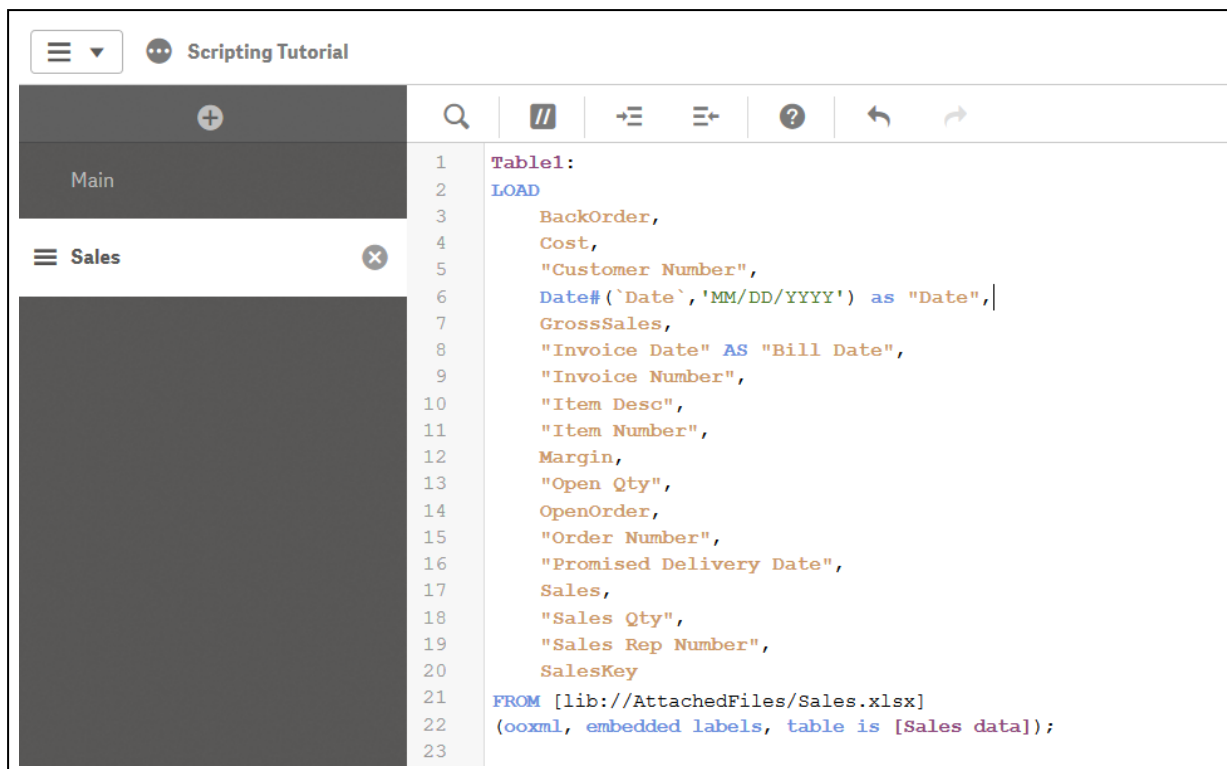 Scripting Tutorial
Main
Sales
//
?
1 Table1:
2 LOAD
3 BackOrder,
4 Cost,
5 "Customer Number",
6 Date#(`Date`,'MM/DD/YYYY') as "Date",
7 GrossSales,
8 "Invoice Date" AS "Bill Date",
9 "Invoice Number",
10 "Item Desc",
11 "Item Number",
12 Margin,
13 "Open Qty",
14 OpenOrder,
15 "Order Number",
16 "Promised Delivery Date",
17 Sales,
18 "Sales Qty",
19 "Sales Rep Number",
20 SalesKey
21 FROM [lib://AttachedFiles/Sales.xlsx]
22 (ooxml, embedded labels, table is [Sales data]);
23